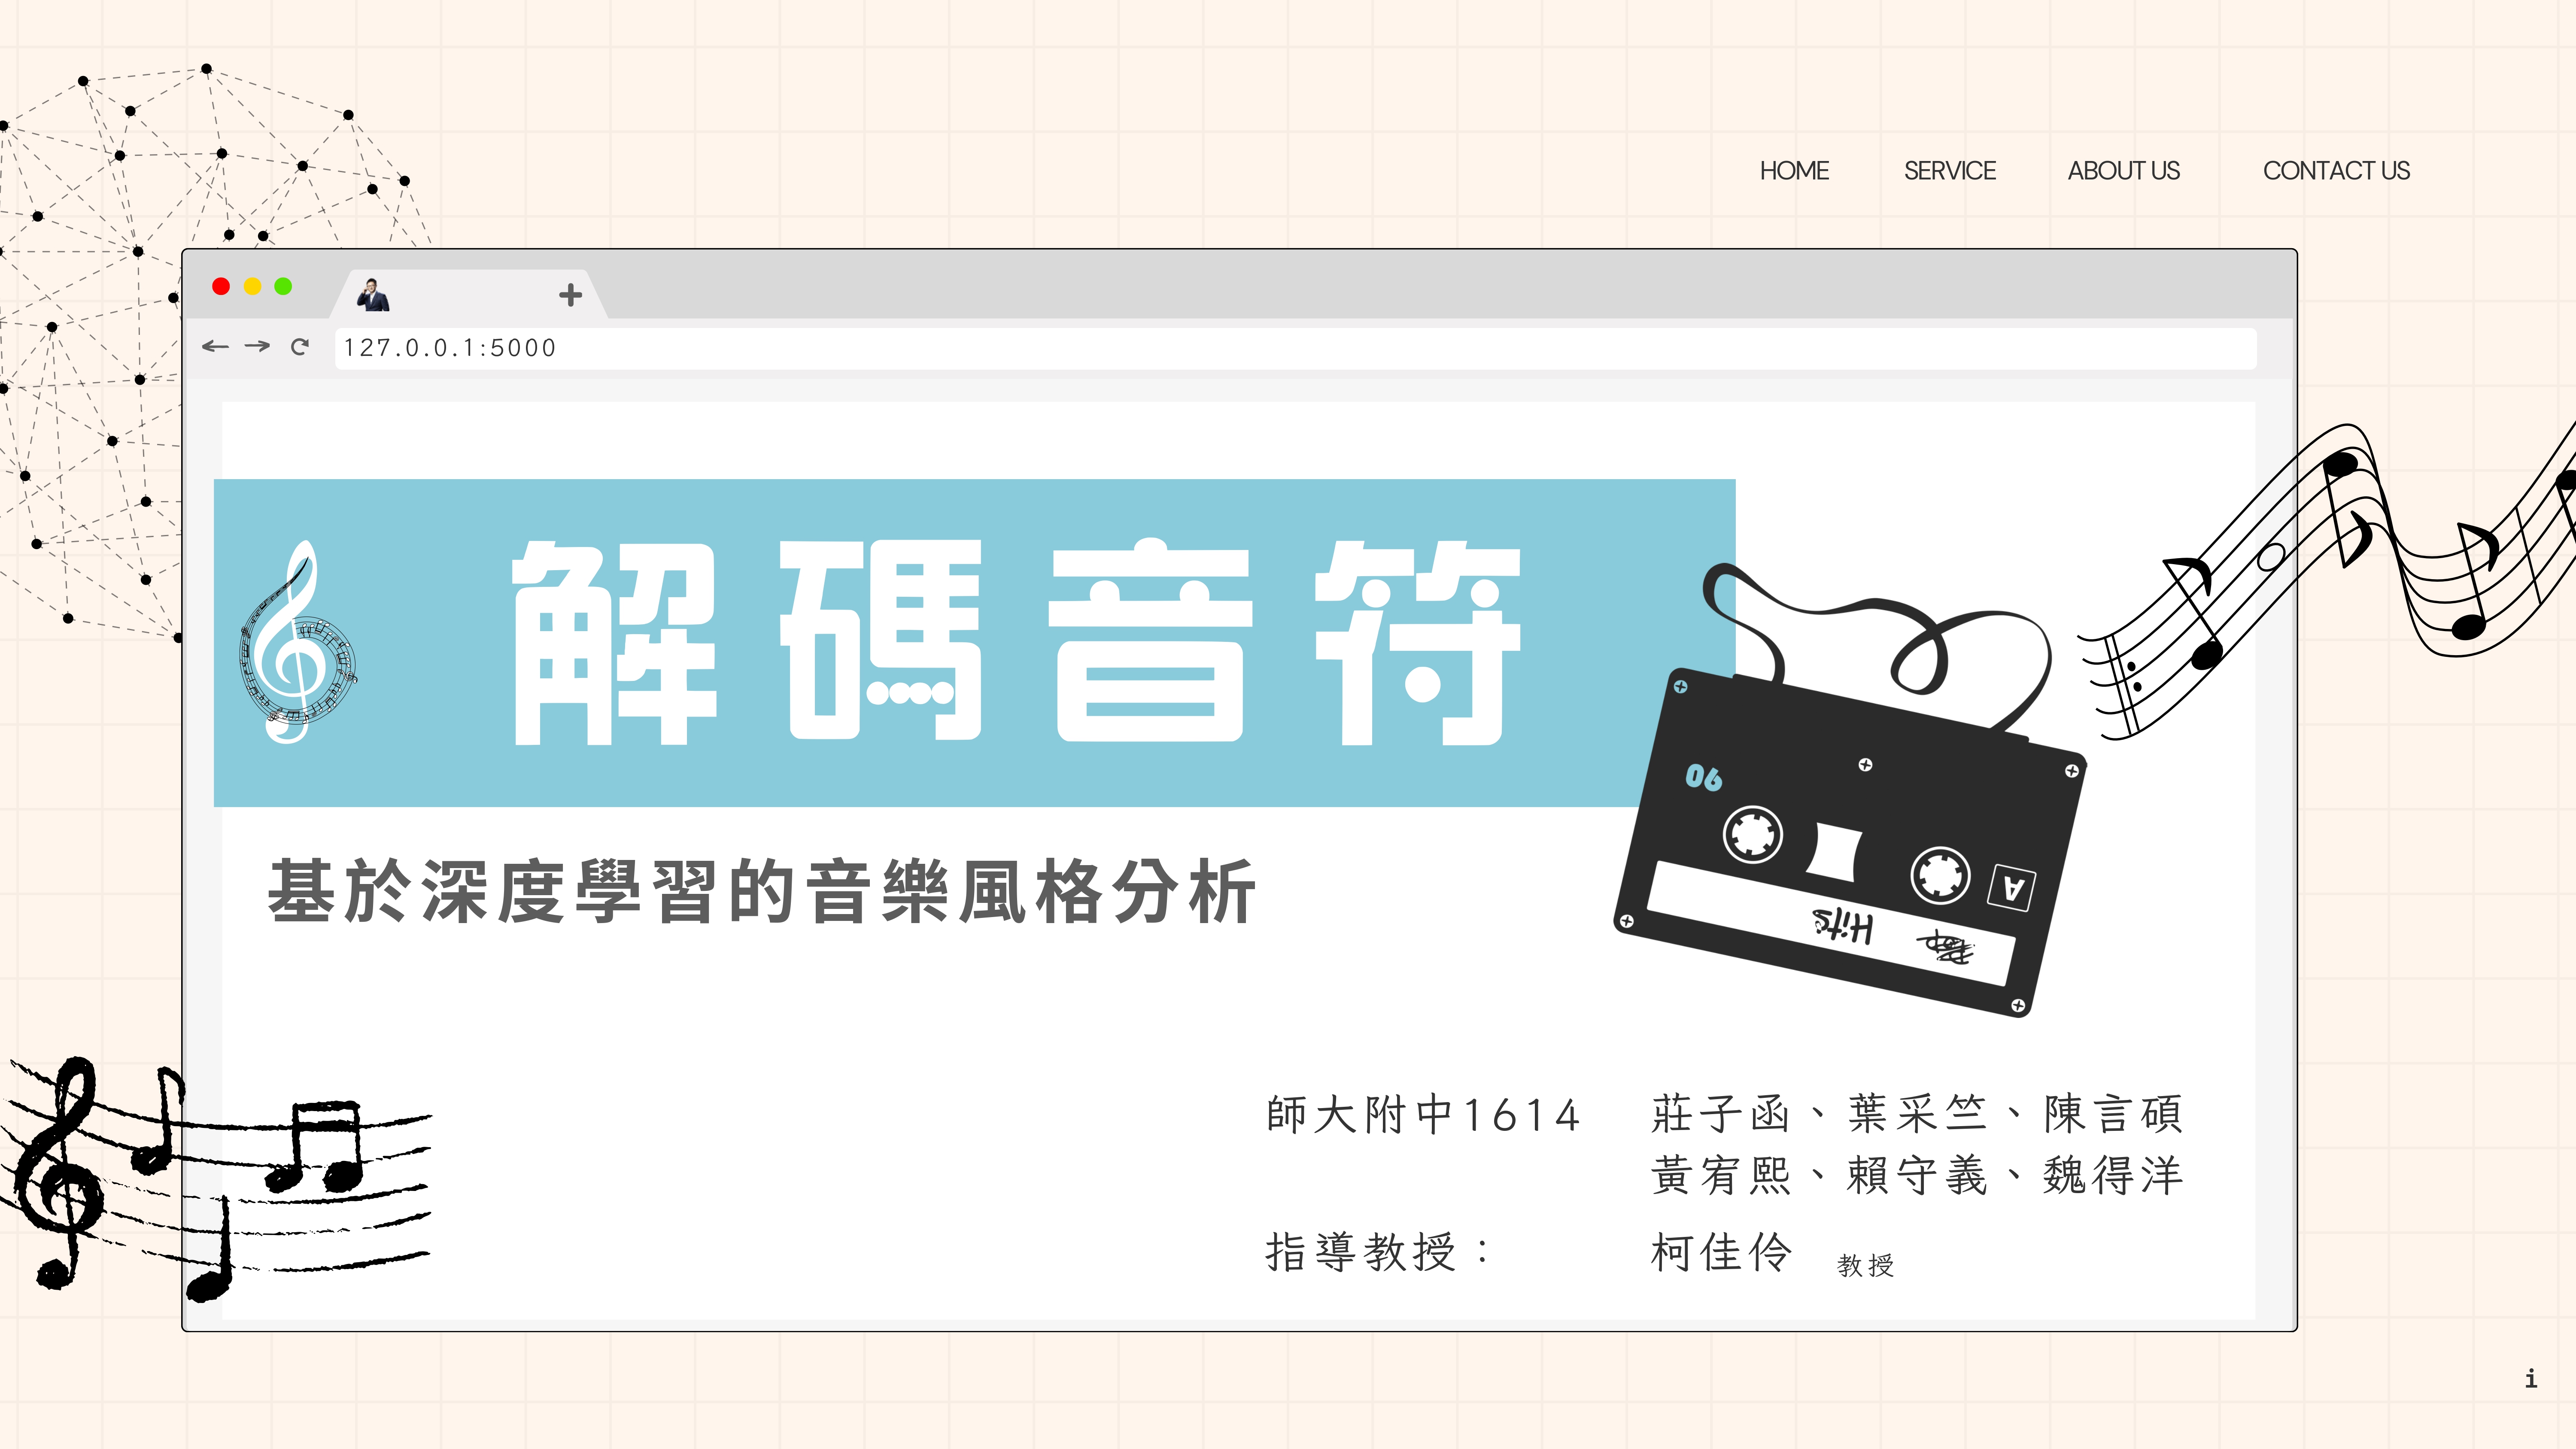 HOME SERVICE ABOUT US CONTACT US
127.0.0.1:5000
解碼音符
06
A
Hits
基於深度學習的音樂風格分析
師大附中1614 莊子函、葉采竺、陳言碩
黃宥熙、賴守義、魏得洋
指導教授： 柯佳伶 教授
i